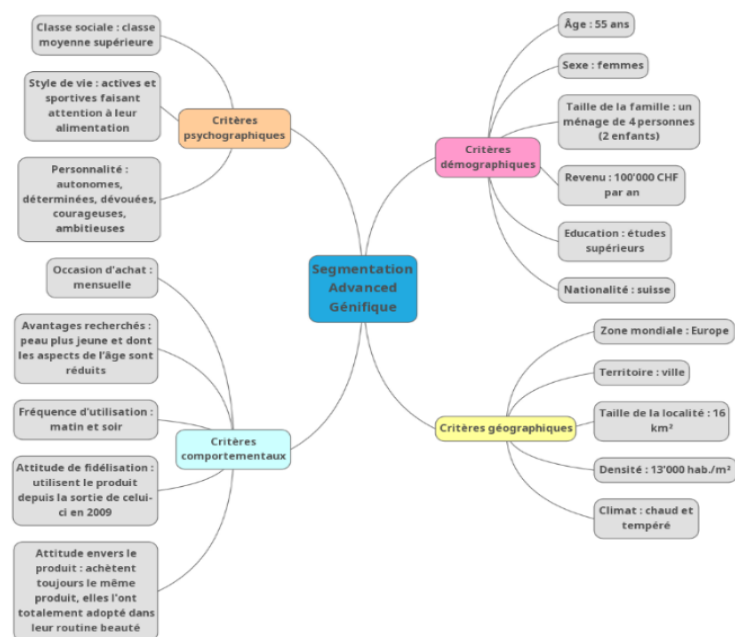 Segmentation
Advanced
Génifique
Critères
psychographiques
Classe sociale : classe
moyenne supérieure
Style de vie : actives et
sportives faisant
attention à leur
alimentation
Personnalité :
autonomes,
déterminées, dévouées,
courageuses,
ambitieuses
Critères
démographiques
Âge : 55 ans
Sexe : femmes
Taille de la famille : un
ménage de 4 personnes
(2 enfants)
Revenu : 100'000 CHF
par an
Education : études
supérieurs
Nationalité : suisse
Critères
comportementaux
Occasion d'achat :
mensuelle
Avantages recherchés :
peau plus jeune et dont
les aspects de l'âge sont
réduits
Fréquence d'utilisation :
matin et soir
Attitude de fidélisation :
utilisent le produit
depuis la sortie de celui-
ci en 2009
Attitude envers le
produit : achètent
toujours le même
produit, elles l'ont
totalement adopté dans
leur routine beauté
Critères géographiques
Zone mondiale : Europe
Territoire : ville
Taille de la localité : 16
km²
Densité : 13'000 hab./m²
Climat : chaud et
tempéré